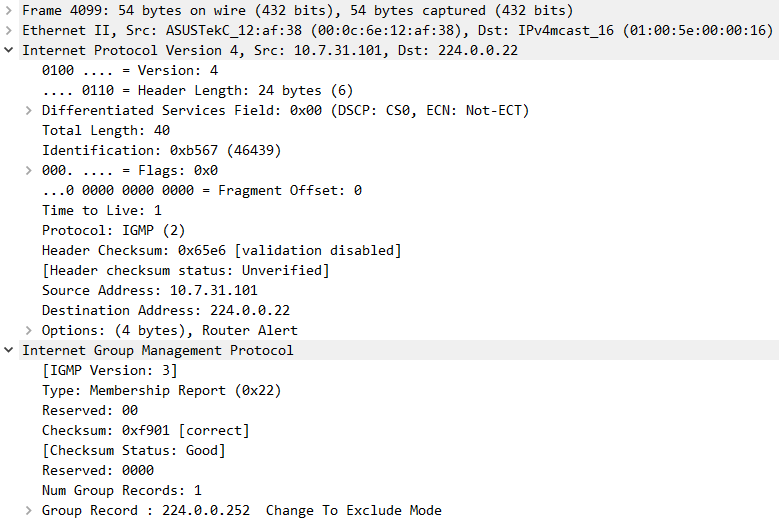 Frame 4099: 54 bytes on wire (432 bits), 54 bytes captured (432 bits)
Ethernet II, Src: ASUSTekC_12:af:38 (00:0c:6e:12:af:38), Dst: IPv4mcast_16 (01:00:5e:00:00:16)
Internet Protocol Version 4, Src: 10.7.31.101, Dst: 224.0.0.22
0100 .... = Version: 4
.... 0110 = Header Length: 24 bytes (6)
Differentiated Services Field: 0x00 (DSCP: CS0, ECN: Not-ECT)
Total Length: 40
Identification: 0xb567 (46439)
000. .... = Flags: 0x0
...0 0000 0000 0000 = Fragment Offset: 0
Time to Live: 1
Protocol: IGMP (2)
Header Checksum: 0x65e6 [validation disabled]
[Header checksum status: Unverified]
Source Address: 10.7.31.101
Destination Address: 224.0.0.22
Options: (4 bytes), Router Alert
Internet Group Management Protocol
[IGMP Version: 3]
Type: Membership Report (0x22)
Reserved: 00
Checksum: 0xf901 [correct]
[Checksum Status: Good]
Reserved: 0000
Num Group Records: 1
Group Record : 224.0.0.252  Change To Exclude Mode